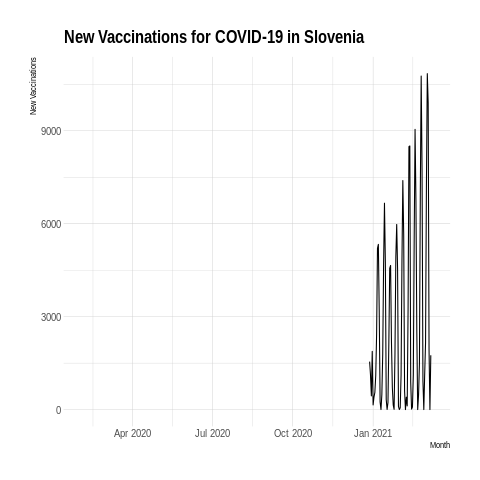 New Vaccinations for COVID-19 in Slovenia
New Vaccinations
9000
6000
3000
0
Apr 2020 Jul 2020 Oct 2020 Jan 2021
Month